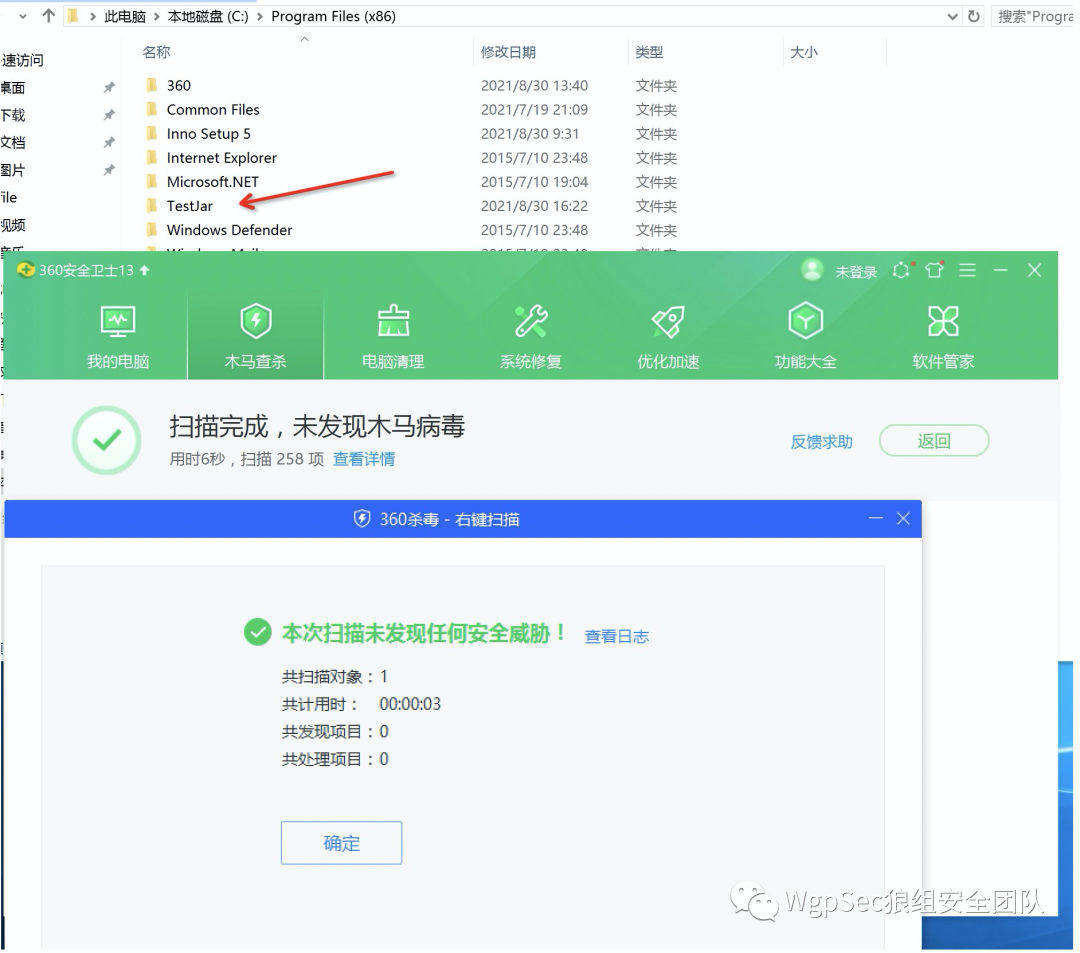 此电脑 > 本地磁盘 (C:) > Program Files (x86) 搜索"Progra
名称 修改日期 类型 大小
速访问
桌面
下载
文档
图片
ile
视频
音乐
360 2021/8/30 13:40 文件夹
Common Files 2021/7/19 21:09 文件夹
Inno Setup 5 2021/8/30 9:31 文件夹
Internet Explorer 2015/7/10 23:48 文件夹
Microsoft.NET 2015/7/10 19:04 文件夹
TestJar 2021/8/30 16:22 文件夹
Windows Defender 2015/7/10 23:48 文件夹
360安全卫士13 未登录
我的电脑 木马查杀 电脑清理 系统修复 优化加速 功能大全 软件管家
扫描完成，未发现木马病毒
用时6秒，扫描 258 项 查看详情
反馈求助 返回
360杀毒 - 右键扫描
本次扫描未发现任何安全威胁！ 查看日志
共扫描对象：1
共计用时： 00:00:03
共发现项目：0
共处理项目：0
确定
WgpSec狼组安全团队